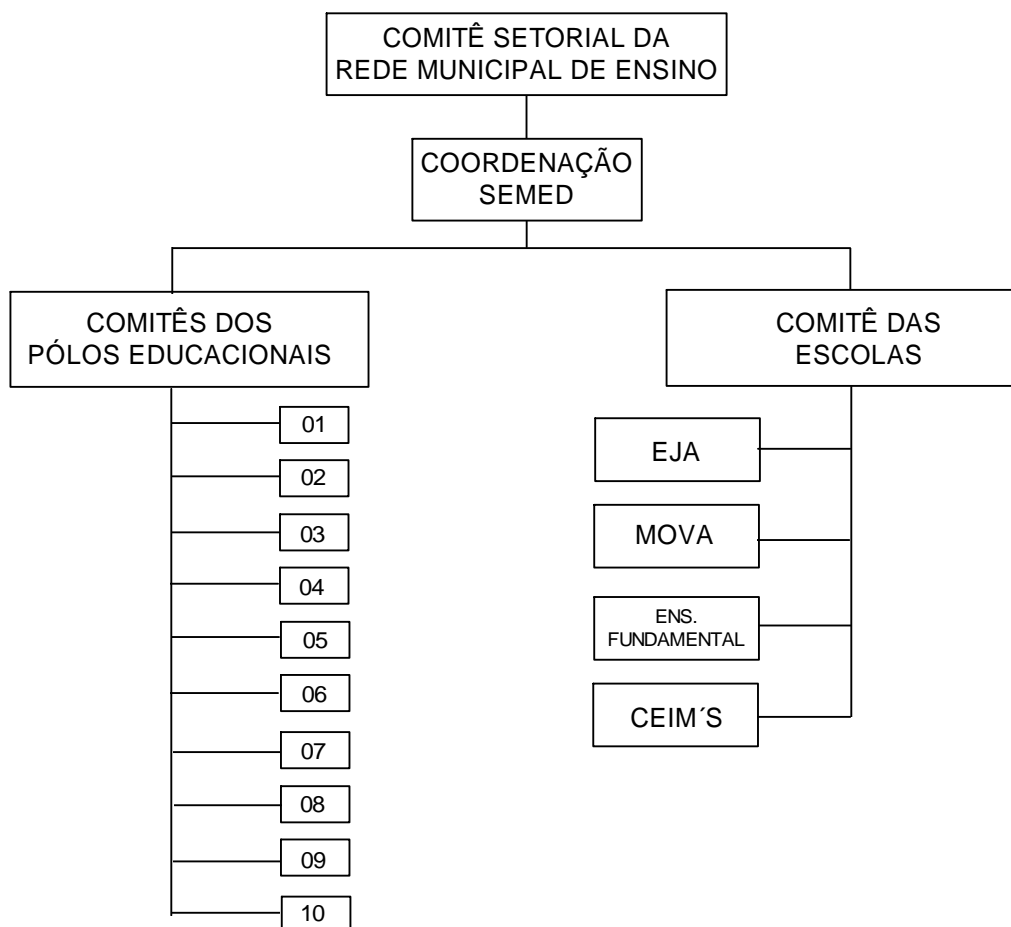 COMITÊ SETORIAL DA
REDE MUNICIPAL DE ENSINO
COORDENAÇÃO
SEMED
COMITÊS DOS
PÓLOS EDUCACIONAIS
01
02
03
04
05
06
07
08
09
10
COMITÊ DAS
ESCOLAS
EJA
MOVA
ENS.
FUNDAMENTAL
CEIM´S